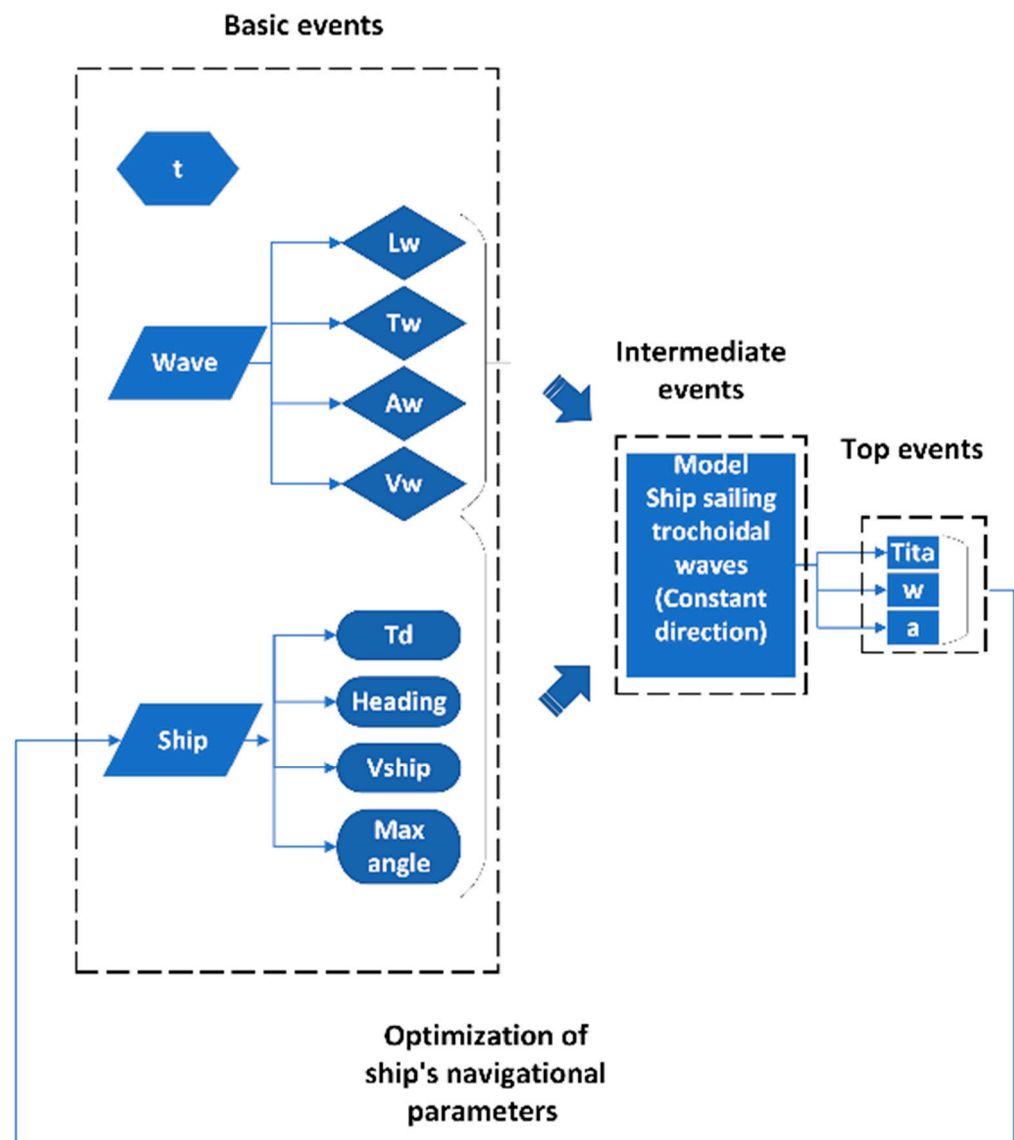 Basic events
t
Lw
Tw
Wave
Aw
Vw
Intermediate
events
Model
Ship sailing
trochoidal
waves
(Constant
direction)
Top events
Tita
w
a
Td
Heading
Ship
Vship
Max
angle
Optimization of
ship's navigational
parameters